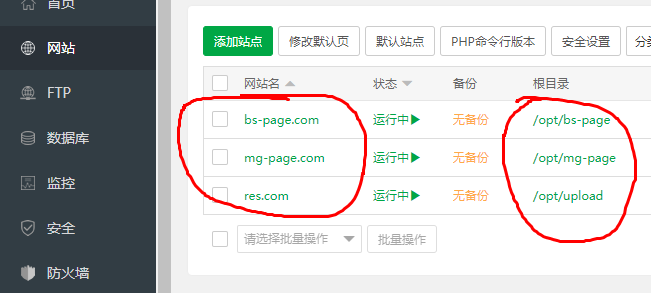 首页
网站
FTP
数据库
监控
安全
防火墙
添加站点 修改默认页 默认站点 PHP命令行版本 安全设置 分类
网站名 状态 备份 根目录
bs-page.com 运行中 无备份 /opt/bs-page
mg-page.com 运行中 无备份 /opt/mg-page
res.com 运行中 无备份 /opt/upload
请选择批量操作 批量操作